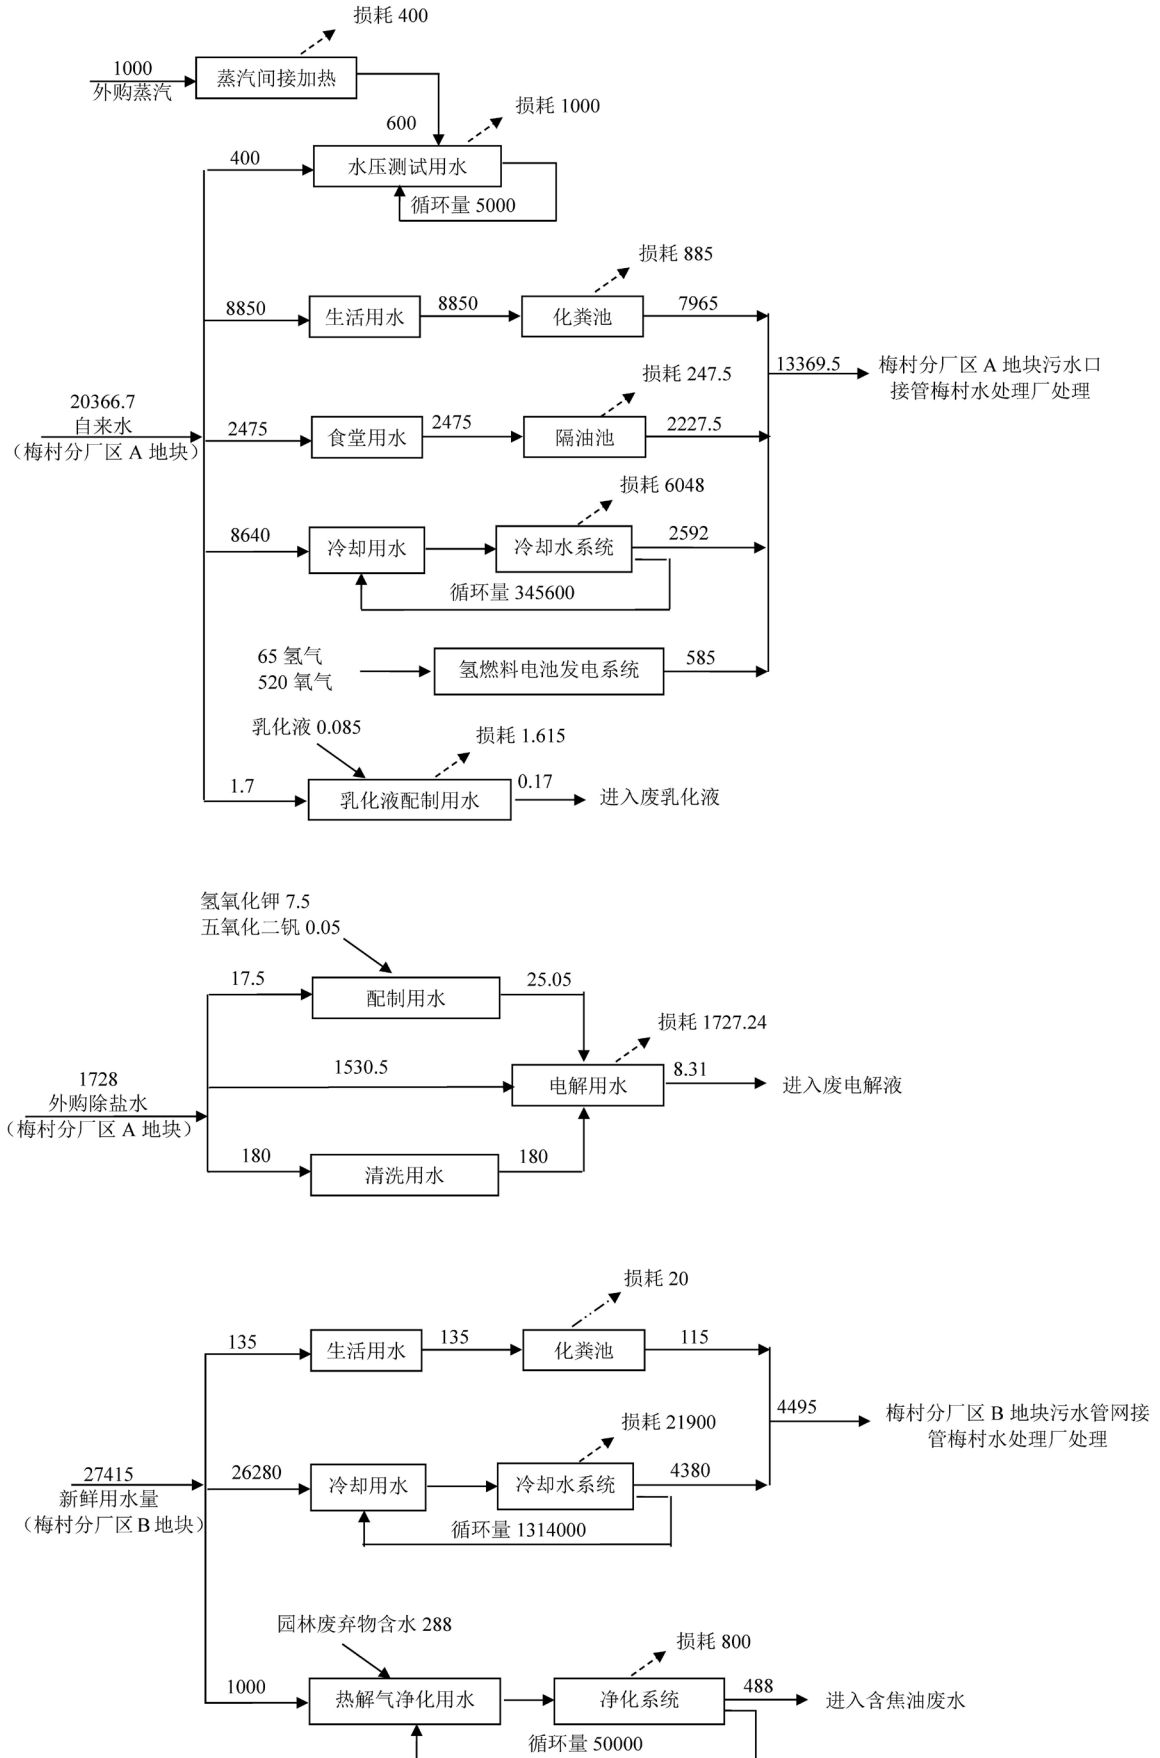 损耗 400
1000
外购蒸汽
蒸汽间接加热
600
损耗 1000
400
水压测试用水
循环量 5000
损耗 885
8850
生活用水
8850
化粪池
7965
13369.5
梅村分厂区 A 地块污水口
接管梅村水处理厂处理
损耗 247.5
20366.7
自来水
（梅村分厂区 A 地块）
2475
食堂用水
2475
隔油池
2227.5
损耗 6048
8640
冷却用水
冷却水系统
2592
循环量 345600
65 氢气
520 氧气
氢燃料电池发电系统
585
乳化液 0.085
损耗 1.615
1.7
乳化液配制用水
0.17
进入废乳化液
氢氧化钾 7.5
五氧化二钒 0.05
17.5
配制用水
25.05
损耗 1727.24
1530.5
电解用水
8.31
进入废电解液
1728
外购除盐水
（梅村分厂区 A 地块）
180
清洗用水
180
损耗 20
135
生活用水
135
化粪池
115
4495
梅村分厂区 B 地块污水管网接
管梅村水处理厂处理
损耗 21900
27415
新鲜用水量
（梅村分厂区 B 地块）
26280
冷却用水
冷却水系统
4380
循环量 1314000
园林废弃物含水 288
损耗 800
1000
热解气净化用水
净化系统
488
进入含焦油废水
循环量 50000